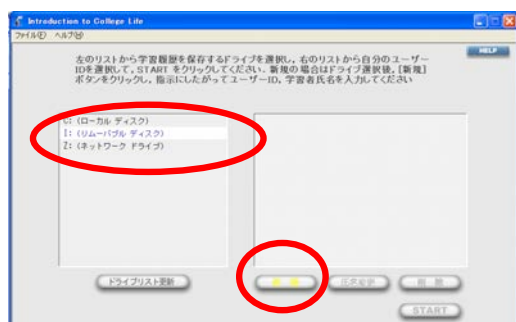 Introduction to College Life
ファイル(F) ヘルプ(H)
HELP
左のリストから学習履歴を保存するドライブを選択し，右のリストから自分のユーザー
IDを選択して，START をクリックしてください．新規の場合はドライブ選択後，[新規]
ボタンをクリックし，指示にしたがってユーザーID，学習者氏名を入力してください
C: (ローカル ディスク)
I: (リムーバブル ディスク)
Z: (ネットワーク ドライブ)
ドライブリスト更新
氏名変更
削 除
START